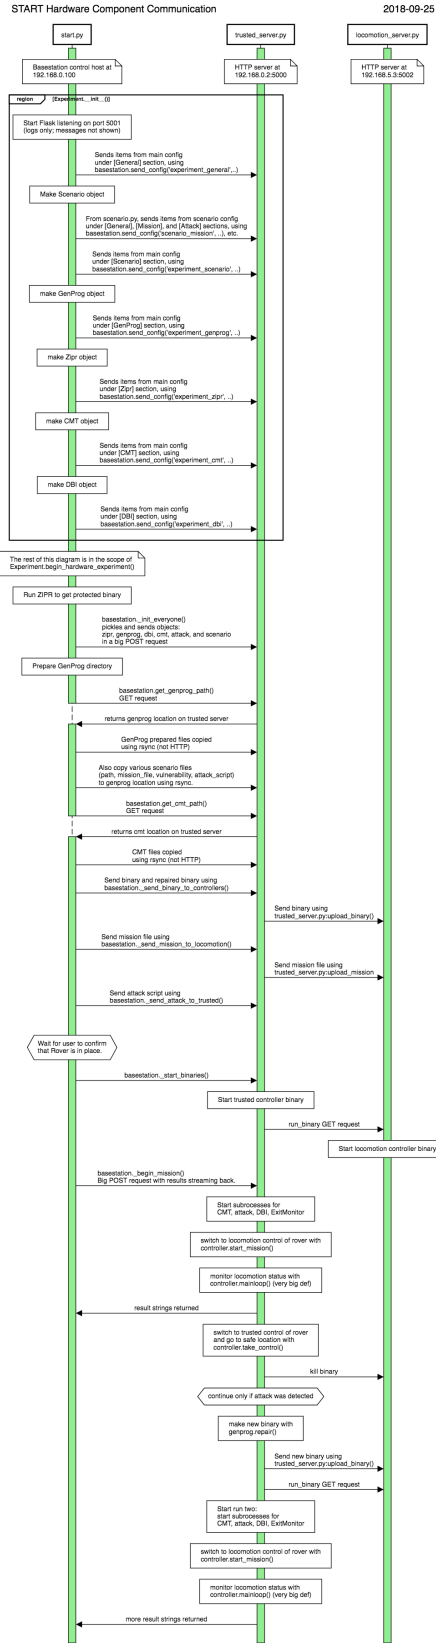 START Hardware Component Communication
2018-09-25
start.py
trusted_server.py
locomotion_server.py
Basestation control host at
192.168.0.100
HTTP server at
192.168.0.2:5000
HTTP server at
192.168.5.3:5002
region
[Experiment.__init__()]
Start Flask listening on port 5001
(logs only; messages not shown)
Sends items from main config
under [General] section, using
basestation.send_config('experiment_general',..)
Make Scenario object
From scenario.py, sends items from scenario config
under [General], [Mission], and [Attack] sections, using
basestation.send_config('scenario_mission', ..), etc.
Sends items from main config
under [Scenario] section, using
basestation.send_config('experiment_scenario', ..)
make GenProg object
Sends items from main config
under [GenProg] section, using
basestation.send_config('experiment_genprog', ..)
make Zipr object
Sends items from main config
under [Zipr] section, using
basestation.send_config('experiment_zipr', ..)
make CMT object
Sends items from main config
under [CMT] section, using
basestation.send_config('experiment_cmt', ..)
make DBI object
Sends items from main config
under [DBI] section, using
basestation.send_config('experiment_dbi', ..)
The rest of this diagram is in the scope of
Experiment.begin_hardware_experiment()
Run ZIPR to get protected binary
basestation._init_everyone()
pickles and sends objects:
zipr, genprog, dbi, cmt, attack, and scenario
in a big POST request
Prepare GenProg directory
basestation.get_genprog_path()
GET request
returns genprog location on trusted server
GenProg prepared files copied
using rsync (not HTTP)
Also copy various scenario files
(path, mission_file, vulnerability, attack_script)
to genprog location using rsync.
basestation.get_cmt_path()
GET request
returns cmt location on trusted server
CMT files copied
using rsync (not HTTP)
Send binary and repaired binary using
basestation._send_binary_to_controllers()
Send binary using
trusted_server.py:upload_binary()
Send mission file using
basestation._send_mission_to_locomotion()
Send mission file using
trusted_server.py:upload_mission
Send attack script using
basestation._send_attack_to_trusted()
Wait for user to confirm
that Rover is in place.
basestation._start_binaries()
Start trusted controller binary
run_binary GET request
Start locomotion controller binary
basestation._begin_mission()
Big POST request with results streaming back.
Start subrocesses for
CMT, attack, DBI, ExitMonitor
switch to locomotion control of rover with
controller.start_mission()
monitor locomotion status with
controller.mainloop() (very big def)
result strings returned
switch to trusted control of rover
and go to safe location with
controller.take_control()
kill binary
continue only if attack was detected
make new binary with
genprog.repair()
Send new binary using
trusted_server.py:upload_binary()
run_binary GET request
Start run two:
start subrocesses for
CMT, attack, DBI, ExitMonitor
switch to locomotion control of rover with
controller.start_mission()
monitor locomotion status with
controller.mainloop() (very big def)
more result strings returned